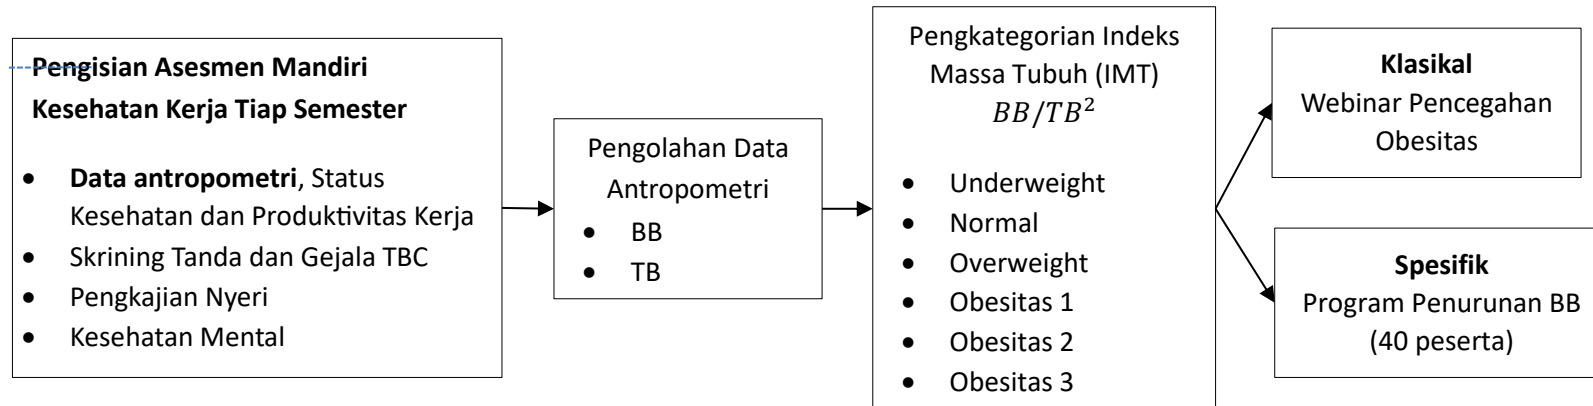 Pengisian Asesmen Mandiri
Kesehatan Kerja Tiap Semester
• Data antropometri, Status
Kesehatan dan Produktivitas Kerja
• Skrining Tanda dan Gejala TBC
• Pengkajian Nyeri
• Kesehatan Mental
Pengolahan Data
Antropometri
• BB
• TB
Pengkategorian Indeks
Massa Tubuh (IMT)
BB/TB²
• Underweight
• Normal
• Overweight
• Obesitas 1
• Obesitas 2
• Obesitas 3
Klasikal
Webinar Pencegahan
Obesitas
Spesifik
Program Penurunan BB
(40 peserta)